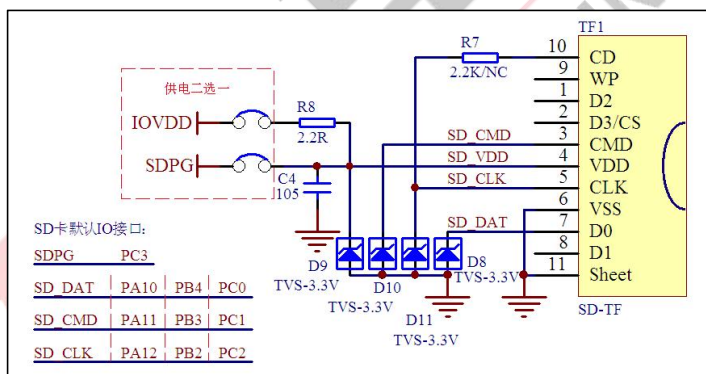 TF1
R7
2.2K/NC
10 CD
9 WP
1 D2
2 D3/CS
SD_CMD 3 CMD
SD_VDD 4 VDD
SD_CLK 5 CLK
6 VSS
SD_DAT 7 D0
8 D1
11 Sheet
SD-TF
供电二选一
IOVDD
R8
2.2R
SDPG
C4
105
D9
TVS-3.3V
D10
TVS-3.3V
D11
TVS-3.3V
D8
TVS-3.3V
SD卡默认IO接口:
SDPG PC3
SD_DAT PA10 PB4 PC0
SD_CMD PA11 PB3 PC1
SD_CLK PA12 PB2 PC2